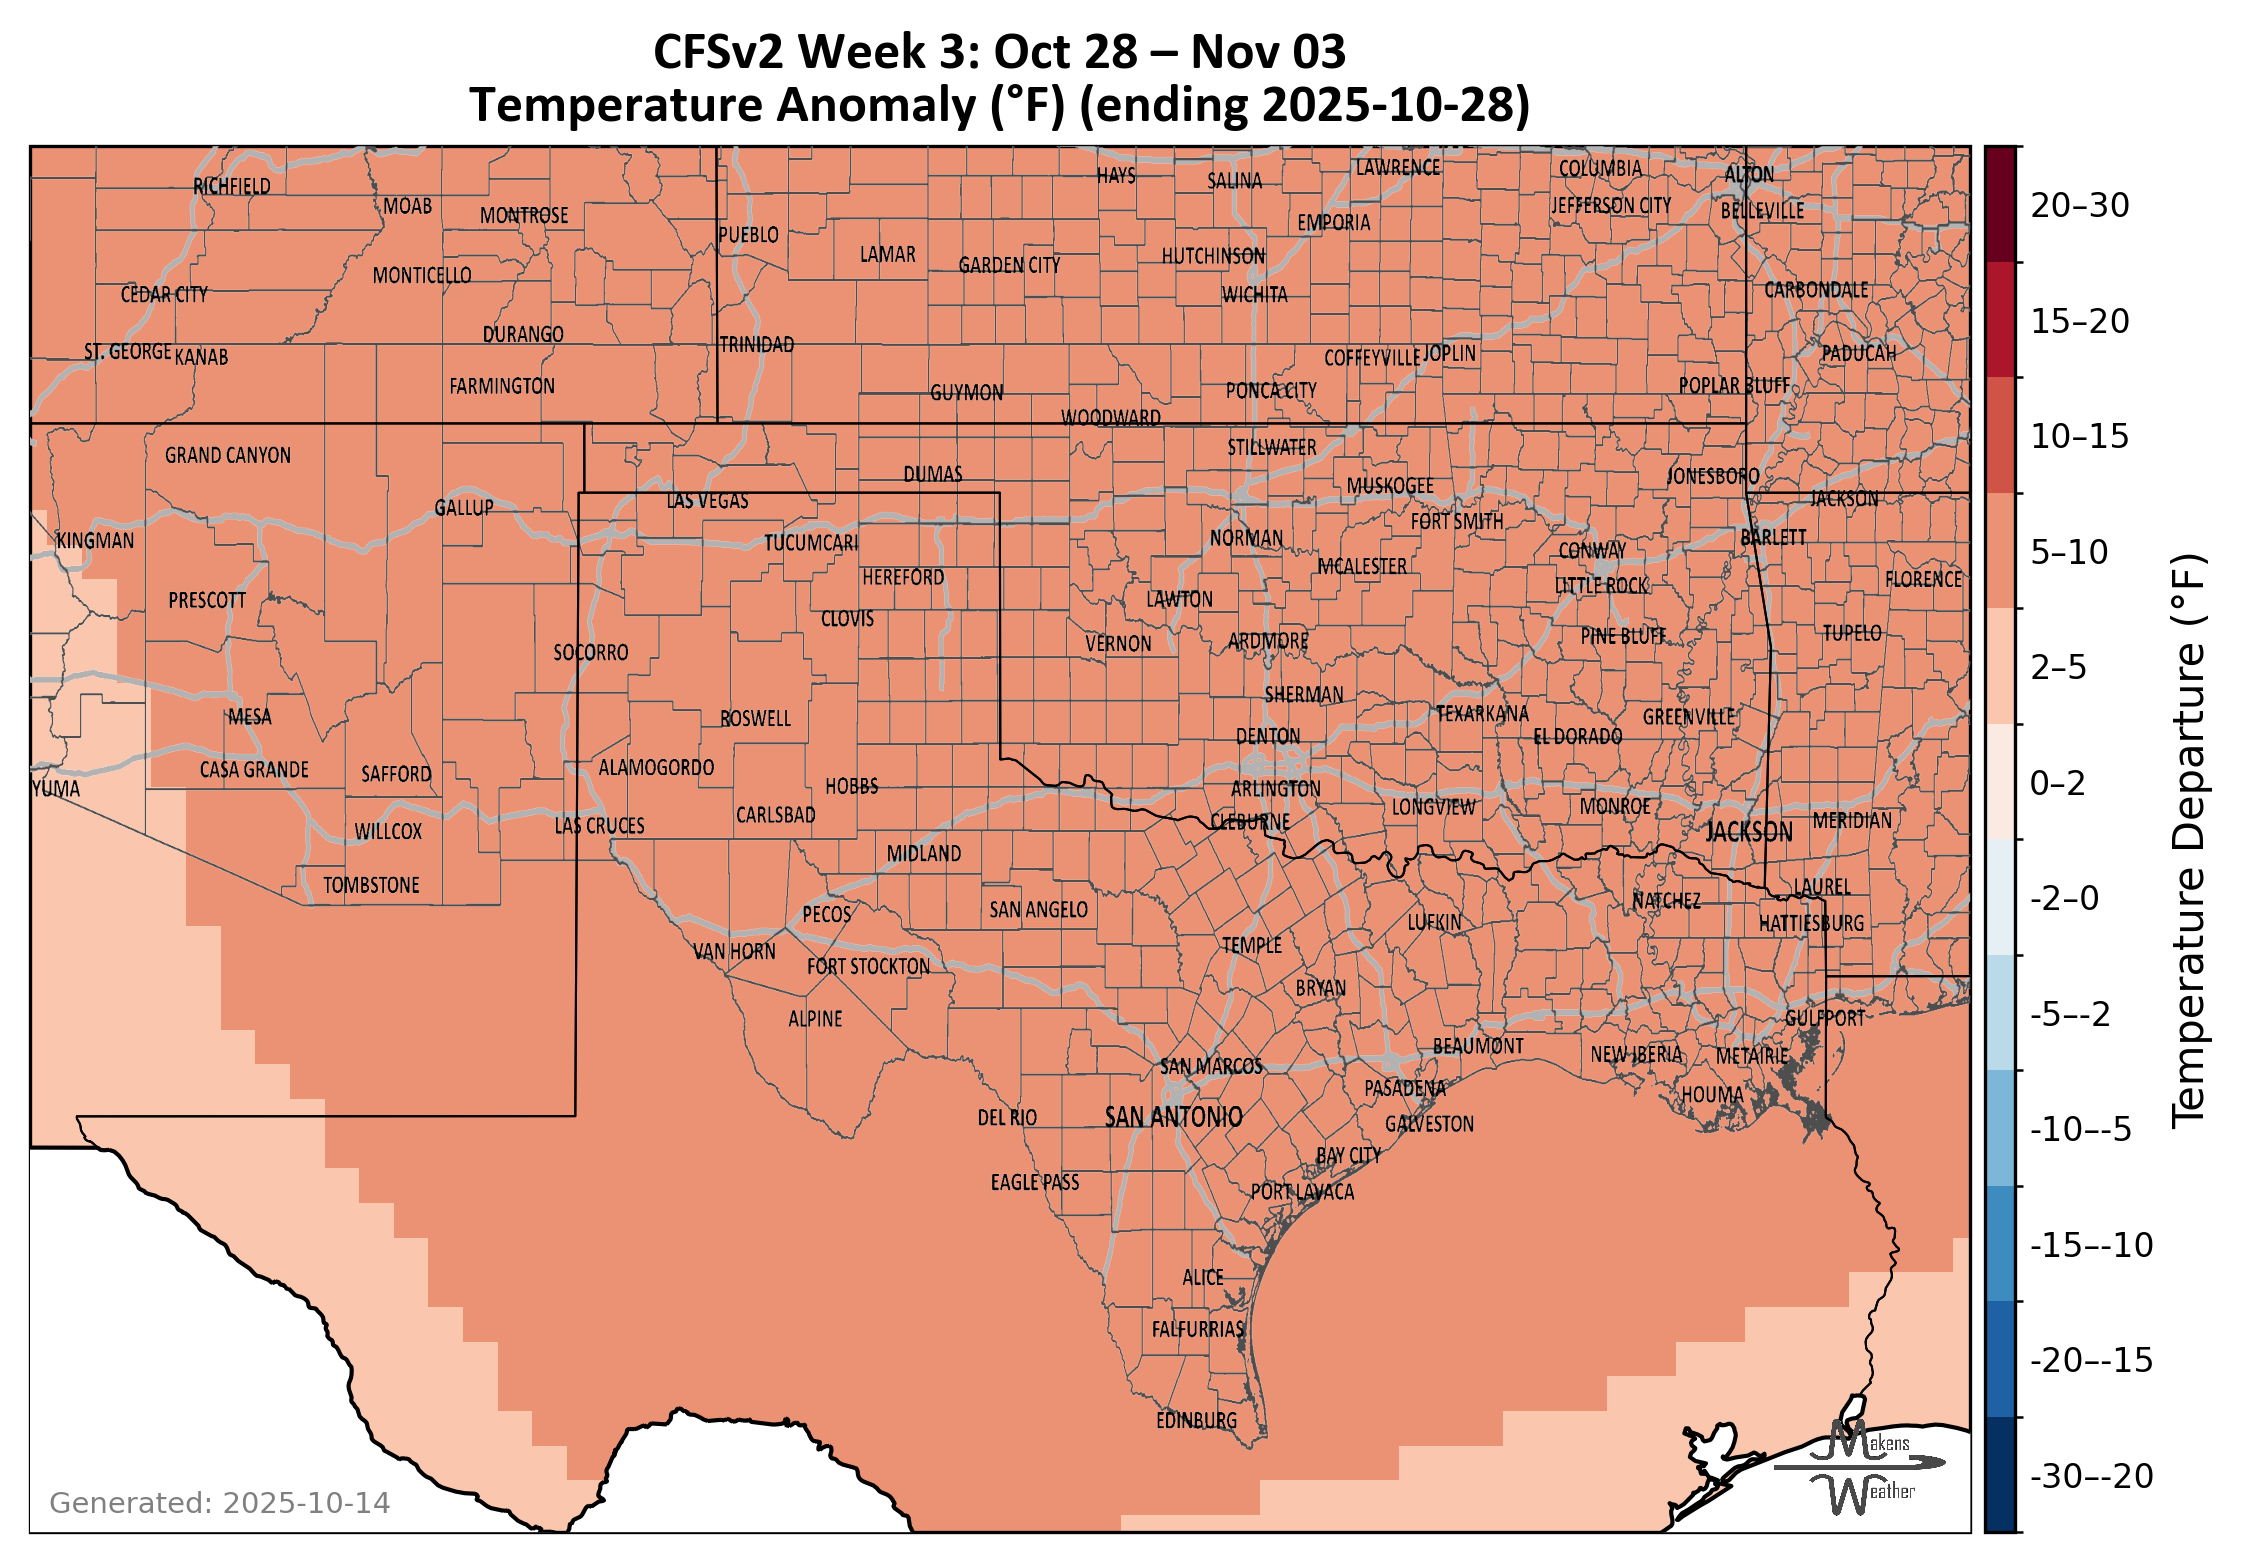 CFSv2 Week 3: Oct 28 – Nov 03
Temperature Anomaly (°F) (ending 2025-10-28)
RICHFIELD
MOAB
MONTROSE
PUEBLO
LAMAR
GARDEN CITY
HAYS
SALINA
LAWRENCE
COLUMBIA
ALTON
EMPORIA
JEFFERSON CITY
BELLEVILLE
HUTCHINSON
MONTICELLO
CEDAR CITY
WICHITA
CARBONDALE
DURANGO
TRINIDAD
ST. GEORGE
KANAB
COFFEYVILLE
JOPLIN
PADUCAH
FARMINGTON
GUYMON
PONCA CITY
POPLAR BLUFF
WOODWARD
GRAND CANYON
STILLWATER
DUMAS
JONESBORO
MUSKOGEE
LAS VEGAS
JACKSON
GALLUP
FORT SMITH
KINGMAN
TUCUMCARI
NORMAN
BARLETT
CONWAY
MCALESTER
HEREFORD
LITTLE ROCK
FLORENCE
PRESCOTT
LAWTON
CLOVIS
VERNON
ARDMORE
PINE BLUFF
TUPELO
SOCORRO
SHERMAN
MESA
ROSWELL
TEXARKANA
GREENVILLE
DENTON
EL DORADO
CASA GRANDE
SAFFORD
ALAMOGORDO
YUMA
HOBBS
ARLINGTON
LONGVIEW
MONROE
CARLSBAD
CLEBURNE
WILLCOX
LAS CRUCES
JACKSON
MERIDIAN
MIDLAND
TOMBSTONE
LAUREL
PECOS
SAN ANGELO
LUFKIN
NATCHEZ
HATTIESBURG
VAN HORN
TEMPLE
FORT STOCKTON
BRYAN
ALPINE
GULFPORT
BEAUMONT
NEW IBERIA
METAIRIE
SAN MARCOS
PASADENA
HOUMA
DEL RIO
SAN ANTONIO
GALVESTON
BAY CITY
EAGLE PASS
PORT LAVACA
ALICE
FALFURRIAS
EDINBURG
Generated: 2025-10-14
Makens
Weather
20–30
15–20
10–15
5–10
2–5
0–2
-2–0
-5–-2
-10–-5
-15–-10
-20–-15
-30–-20
Temperature Departure (°F)